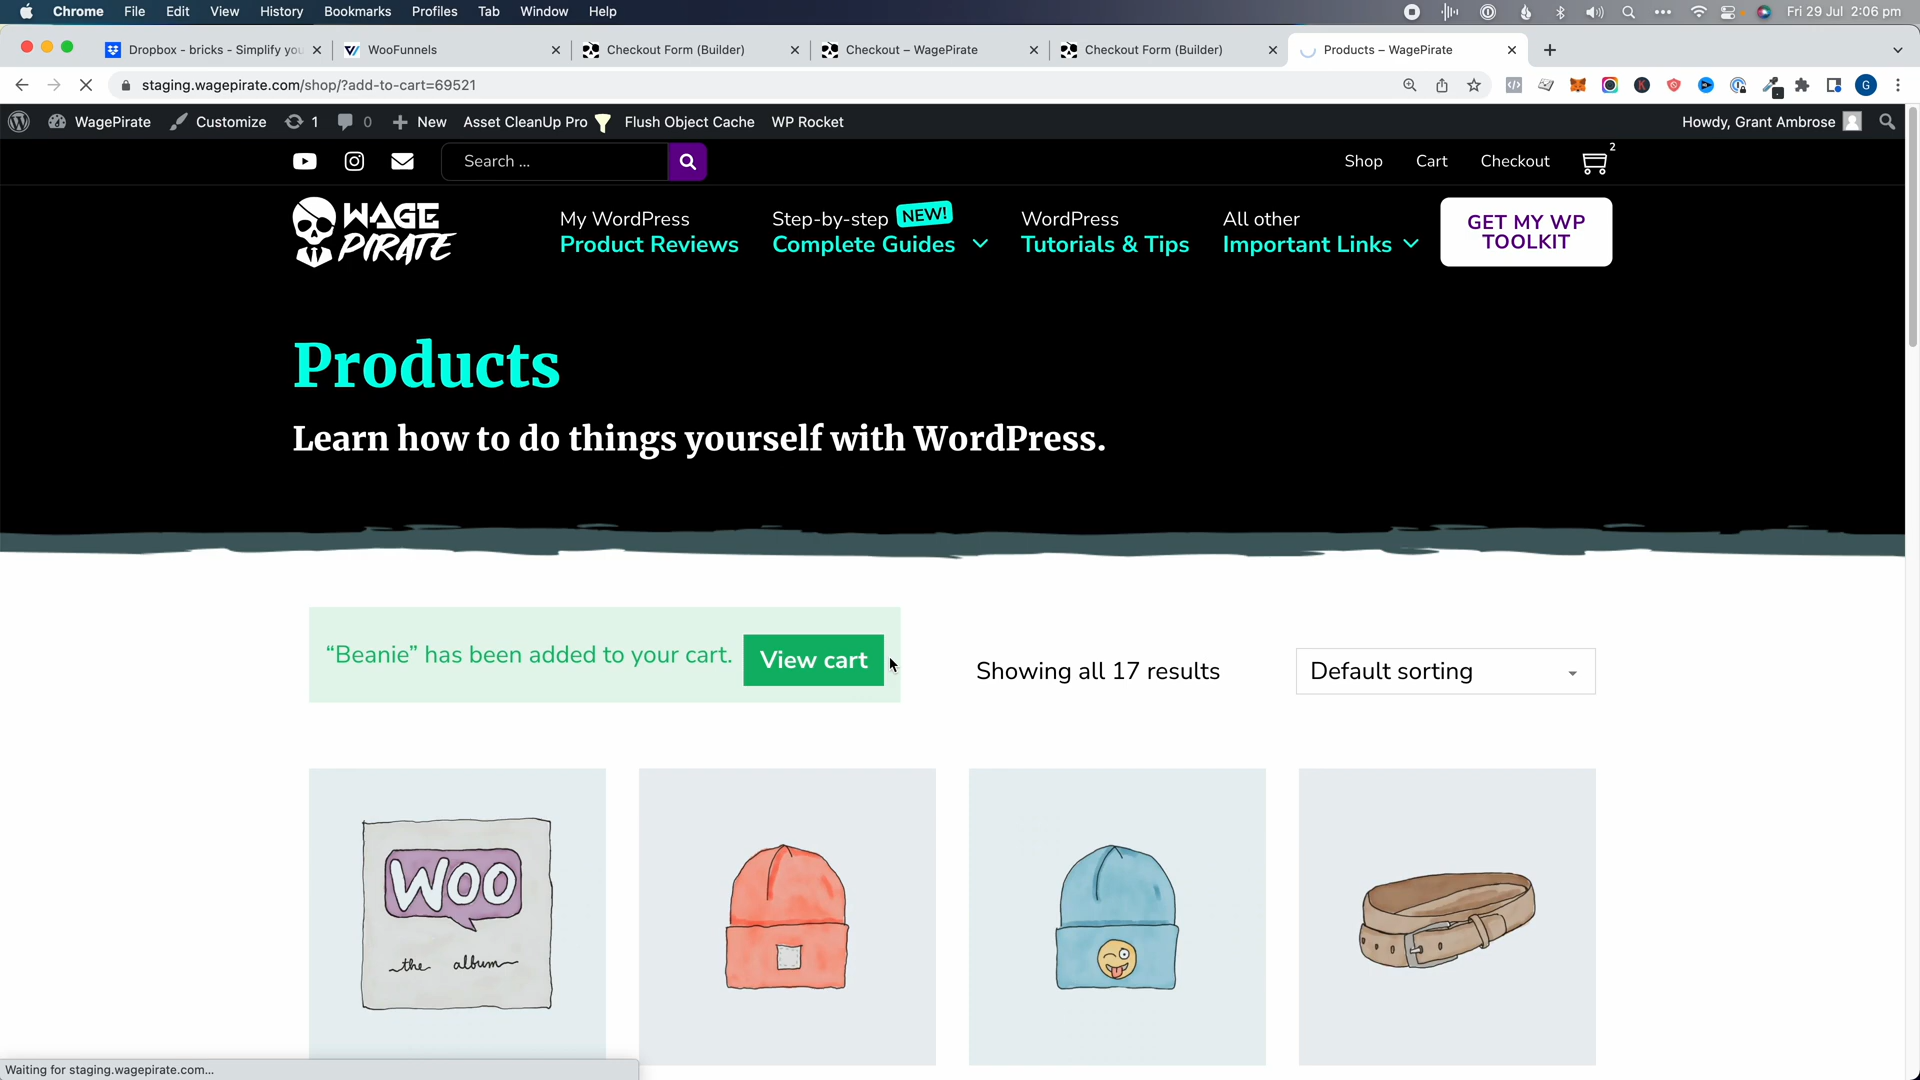 Chrome File Edit View History Bookmarks Profiles Tab Window Help Fri 29 Jul 2:06 pm
Dropbox - bricks - Simplify you WooFunnels Checkout Form (Builder) Checkout – WagePirate Checkout Form (Builder) Products – WagePirate
staging.wagepirate.com/shop/?add-to-cart=69521
WagePirate Customize 1 0 New Asset CleanUp Pro Flush Object Cache WP Rocket Howdy, Grant Ambrose
Search ... Shop Cart Checkout 2
WAGE
PIRATE
My WordPress
Product Reviews
Step-by-step NEW!
Complete Guides
WordPress
Tutorials & Tips
All other
Important Links
GET MY WP
TOOLKIT
Products
Learn how to do things yourself with WordPress.
“Beanie” has been added to your cart. View cart
Showing all 17 results
Default sorting
WOO
the album
Waiting for staging.wagepirate.com...